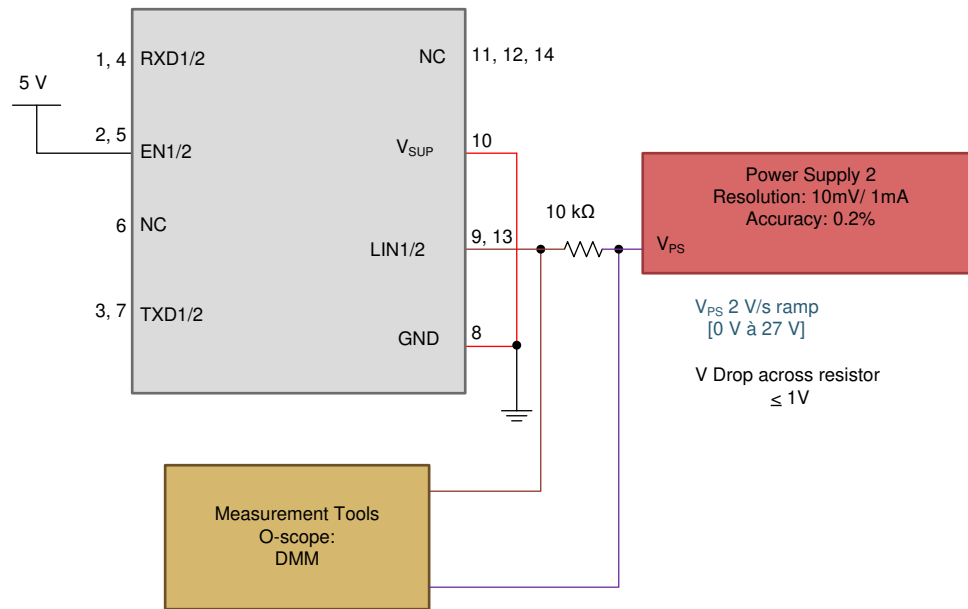 1, 4
RXD1/2
NC
11, 12, 14
5 V
2, 5
EN1/2
VSUP
10
6
NC
LIN1/2
9, 13
10 kΩ
3, 7
TXD1/2
GND
8
Power Supply 2
Resolution: 10mV/ 1mA
Accuracy: 0.2%
VPS
VPS 2 V/s ramp
[0 V à 27 V]
V Drop across resistor
≤ 1V
Measurement Tools
O-scope:
DMM